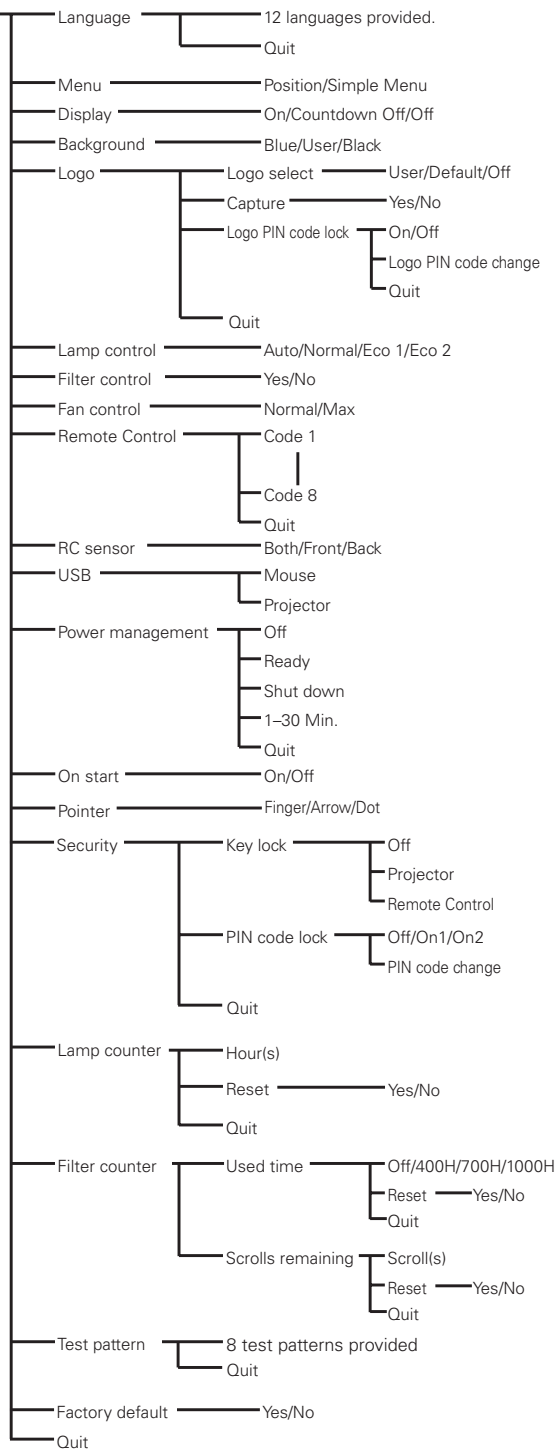 Language 12 languages provided.
Quit
Menu Position/Simple Menu
Display On/Countdown Off/Off
Background Blue/User/Black
Logo Logo select User/Default/Off
Capture Yes/No
Logo PIN code lock On/Off
Logo PIN code change
Quit
Quit
Lamp control Auto/Normal/Eco 1/Eco 2
Filter control Yes/No
Fan control Normal/Max
Remote Control Code 1
Code 8
Quit
RC sensor Both/Front/Back
USB Mouse
Projector
Power management Off
Ready
Shut down
1–30 Min.
Quit
On start On/Off
Pointer Finger/Arrow/Dot
Security Key lock Off
Projector
Remote Control
PIN code lock Off/On1/On2
PIN code change
Quit
Lamp counter Hour(s)
Reset Yes/No
Quit
Filter counter Used time Off/400H/700H/1000H
Reset Yes/No
Quit
Scrolls remaining Scroll(s)
Reset Yes/No
Quit
Test pattern 8 test patterns provided
Quit
Factory default Yes/No
Quit